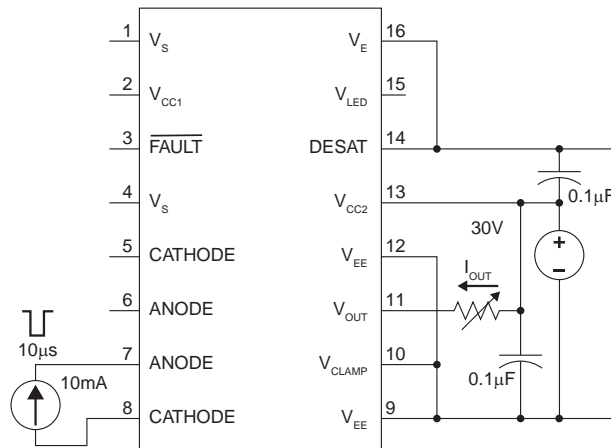 1 V_S V_E 16
2 V_CC1 V_LED 15
3 FAULT DESAT 14
4 V_S V_CC2 13
0.1μF
30V
5 CATHODE V_EE 12
+
-
I_OUT
6 ANODE V_OUT 11
10μs
7 ANODE V_CLAMP 10
10mA
0.1μF
8 CATHODE V_EE 9